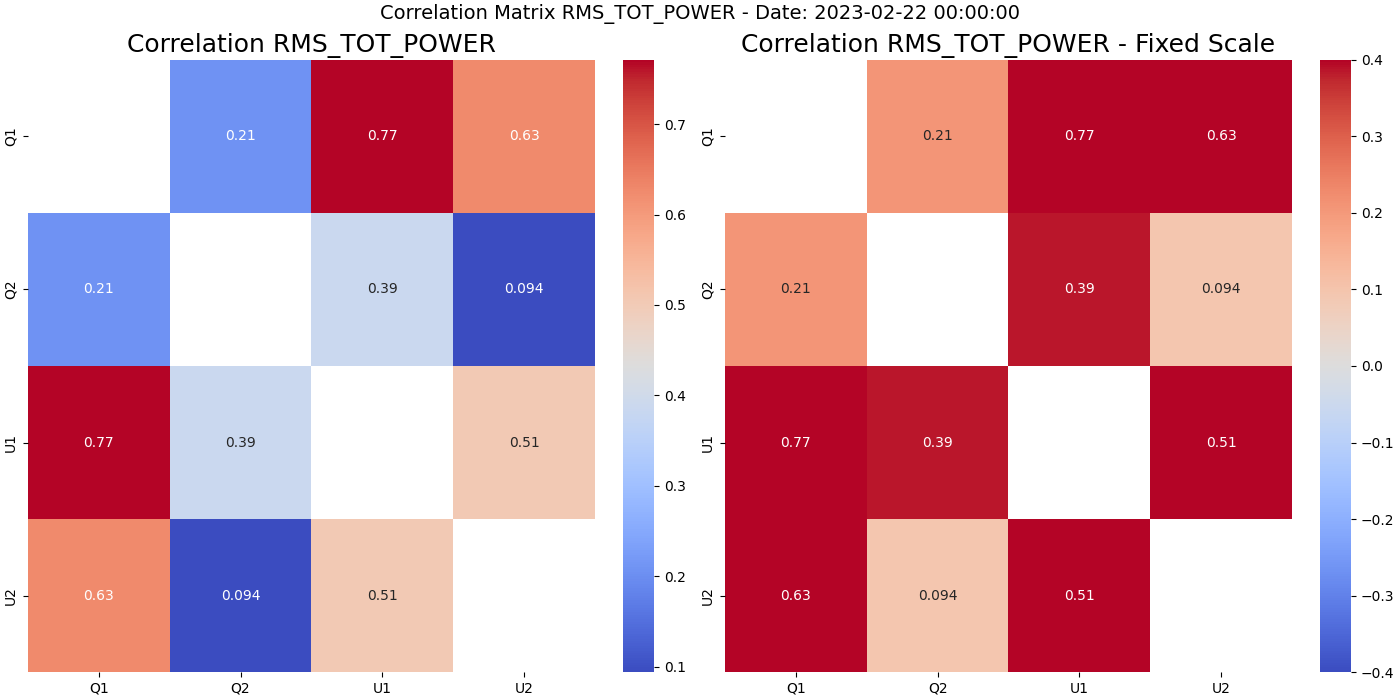 Correlation Matrix RMS_TOT_POWER - Date: 2023-02-22 00:00:00
Correlation RMS_TOT_POWER
Q1 0.21 0.77 0.63
Q2 0.21 0.39 0.094
U1 0.77 0.39 0.51
U2 0.63 0.094 0.51
Q1 Q2 U1 U2
0.7
0.6
0.5
0.4
0.3
0.2
0.1
Correlation RMS_TOT_POWER - Fixed Scale
Q1 0.21 0.77 0.63
Q2 0.21 0.39 0.094
U1 0.77 0.39 0.51
U2 0.63 0.094 0.51
Q1 Q2 U1 U2
0.4
0.3
0.2
0.1
0.0
−0.1
−0.2
−0.3
−0.4